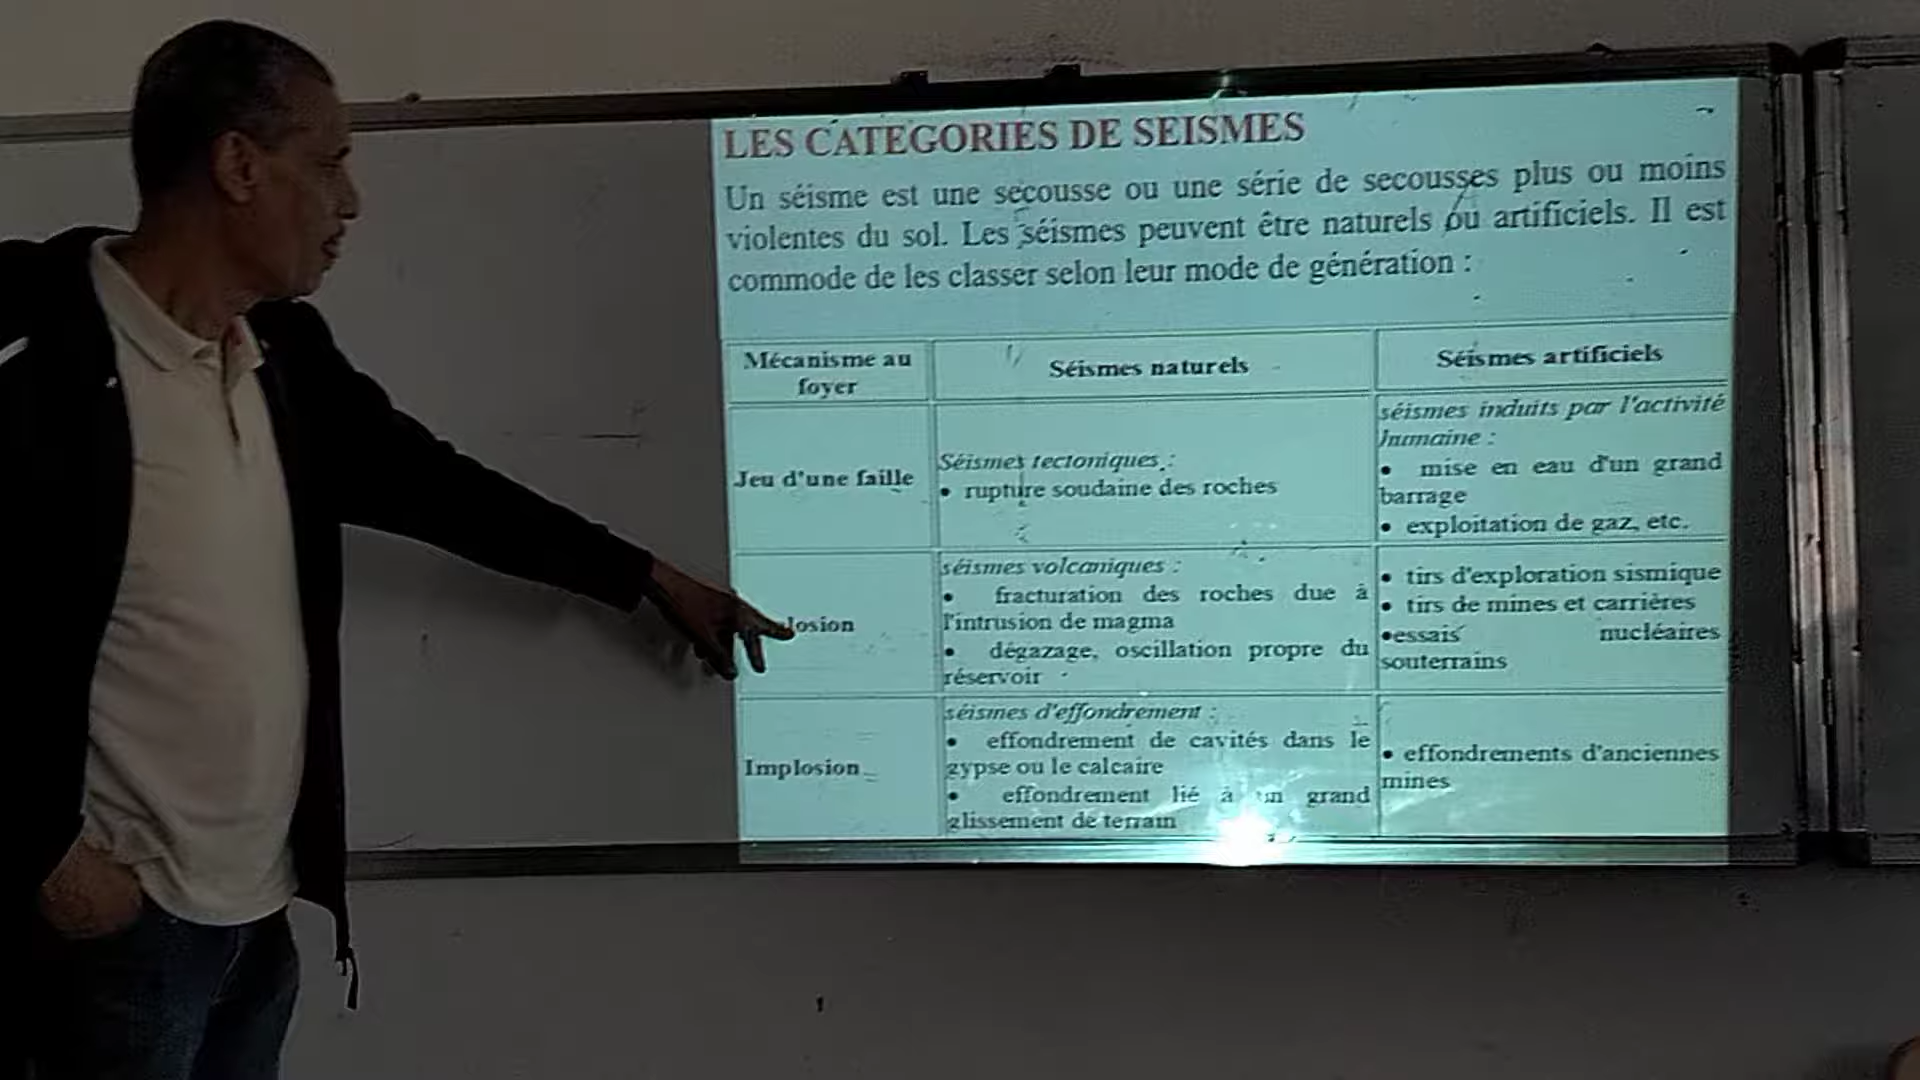 LES CATEGORIES DE SEISMES
Un séisme est une secousse ou une série de secousses plus ou moins
violentes du sol. Les séismes peuvent être naturels ou artificiels. Il est
commode de les classer selon leur mode de génération :
Mécanisme au
foyer
Séismes naturels
Séismes artificiels
Jeu d'une faille
Séismes tectoniques :
• rupture soudaine des roches
séismes induits par l'activité
humaine :
• mise en eau d'un grand
barrage
• exploitation de gaz, etc.
losion
séismes volcaniques :
• fracturation des roches due à
l'intrusion de magma
• dégazage, oscillation propre du
réservoir
• tirs d'exploration sismique
• tirs de mines et carrières
•essais nucléaires
souterrains
Implosion
séismes d'effondrement :
• effondrement de cavités dans le
gypse ou le calcaire
• effondrement lié à un grand
glissement de terrain
• effondrements d'anciennes
mines